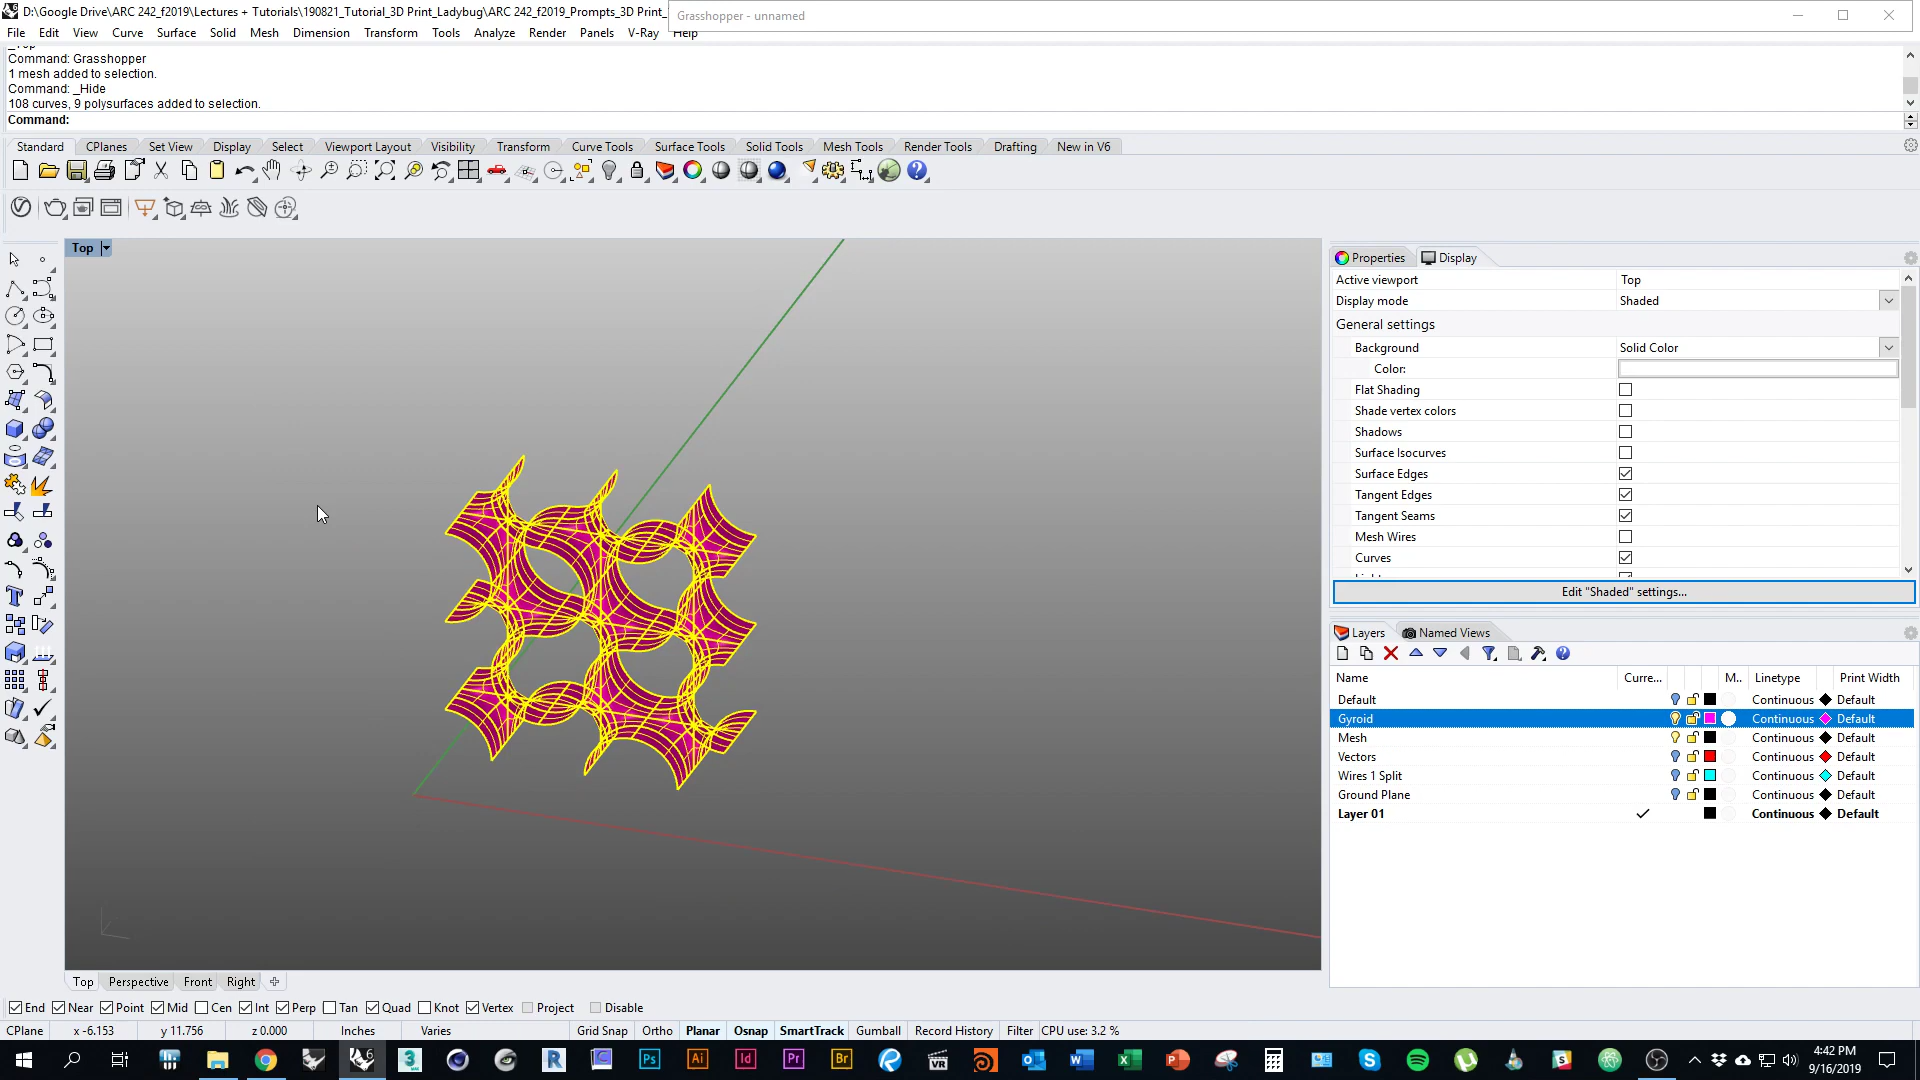 D:\Google Drive\ARC 242_f2019\Lectures + Tutorials\190821_Tutorial_3D Print_Ladybug\ARC 242_f2019_Prompts_3D Print_
Grasshopper - unnamed
File Edit View Curve Surface Solid Mesh Dimension Transform Tools Analyze Render Panels V-Ray Help
Command: Grasshopper
1 mesh added to selection.
Command: _Hide
108 curves, 9 polysurfaces added to selection.
Command:
Standard CPlanes Set View Display Select Viewport Layout Visibility Transform Curve Tools Surface Tools Solid Tools Mesh Tools Render Tools Drafting New in V6
Top
Properties Display
Active viewport Top
Display mode Shaded
General settings
Background Solid Color
Color:
Flat Shading
Shade vertex colors
Shadows
Surface Isocurves
Surface Edges
Tangent Edges
Tangent Seams
Mesh Wires
Curves
Edit "Shaded" settings...
Layers Named Views
Name Curre... M.. Linetype Print Width
Default Continuous Default
Gyroid Continuous Default
Mesh Continuous Default
Vectors Continuous Default
Wires 1 Split Continuous Default
Ground Plane Continuous Default
Layer 01 Continuous Default
Top Perspective Front Right
End Near Point Mid Cen Int Perp Tan Quad Knot Vertex Project Disable
CPlane x -6.153 y 11.756 z 0.000 Inches Varies Grid Snap Ortho Planar Osnap SmartTrack Gumball Record History Filter CPU use: 3.2 %
6 3 R Ps Ai Id Pr Br VR S
4:42 PM
9/16/2019